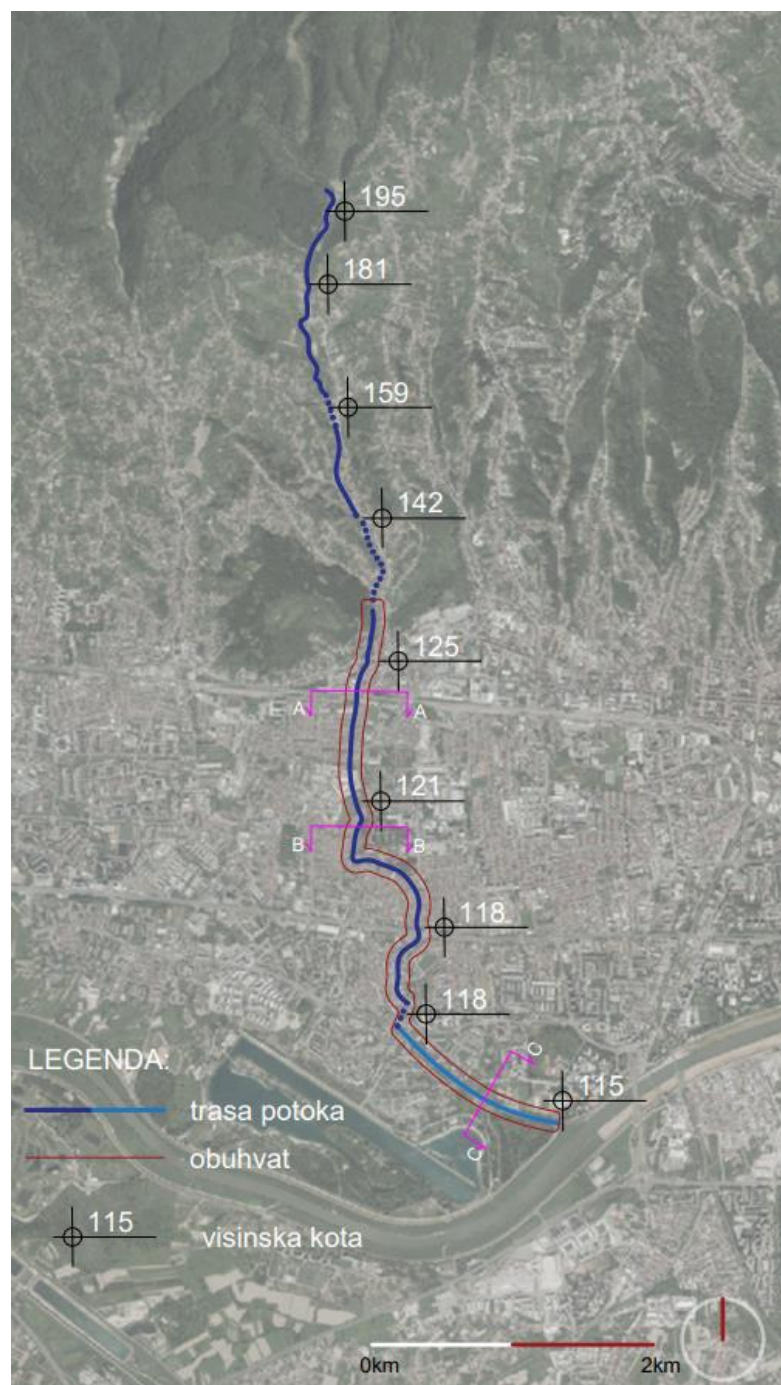 195
181
159
142
125
A A
121
B B
118
118
C
LEGENDA:
115
trasa potoka
C
obuhvat
115
visinska kota
0km 2km